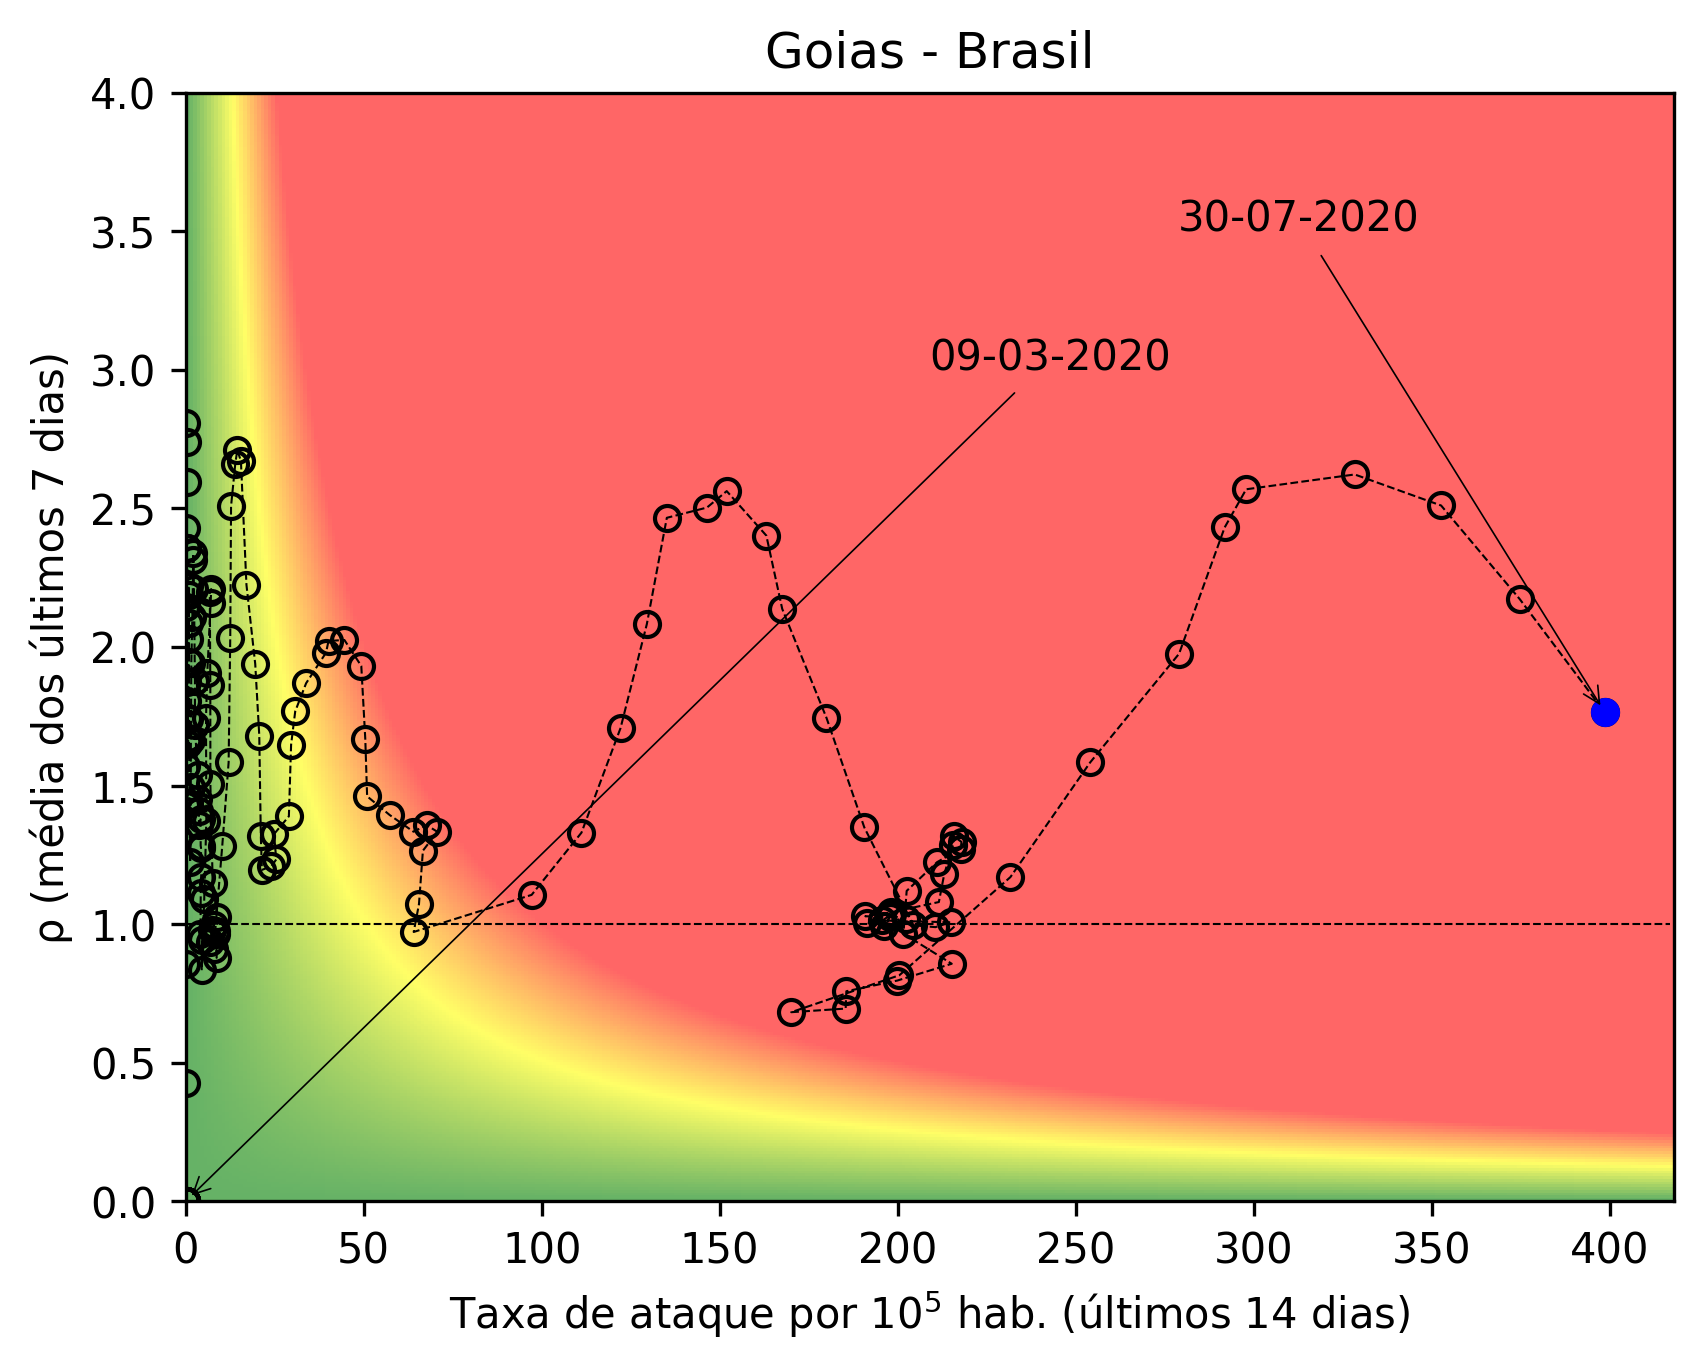 Goias - Brasil
4.0
3.5
3.0
2.5
2.0
1.5
1.0
0.5
0.0
ρ (média dos últimos 7 dias)
30-07-2020
09-03-2020
0 50 100 150 200 250 300 350 400
Taxa de ataque por 10⁵ hab. (últimos 14 dias)